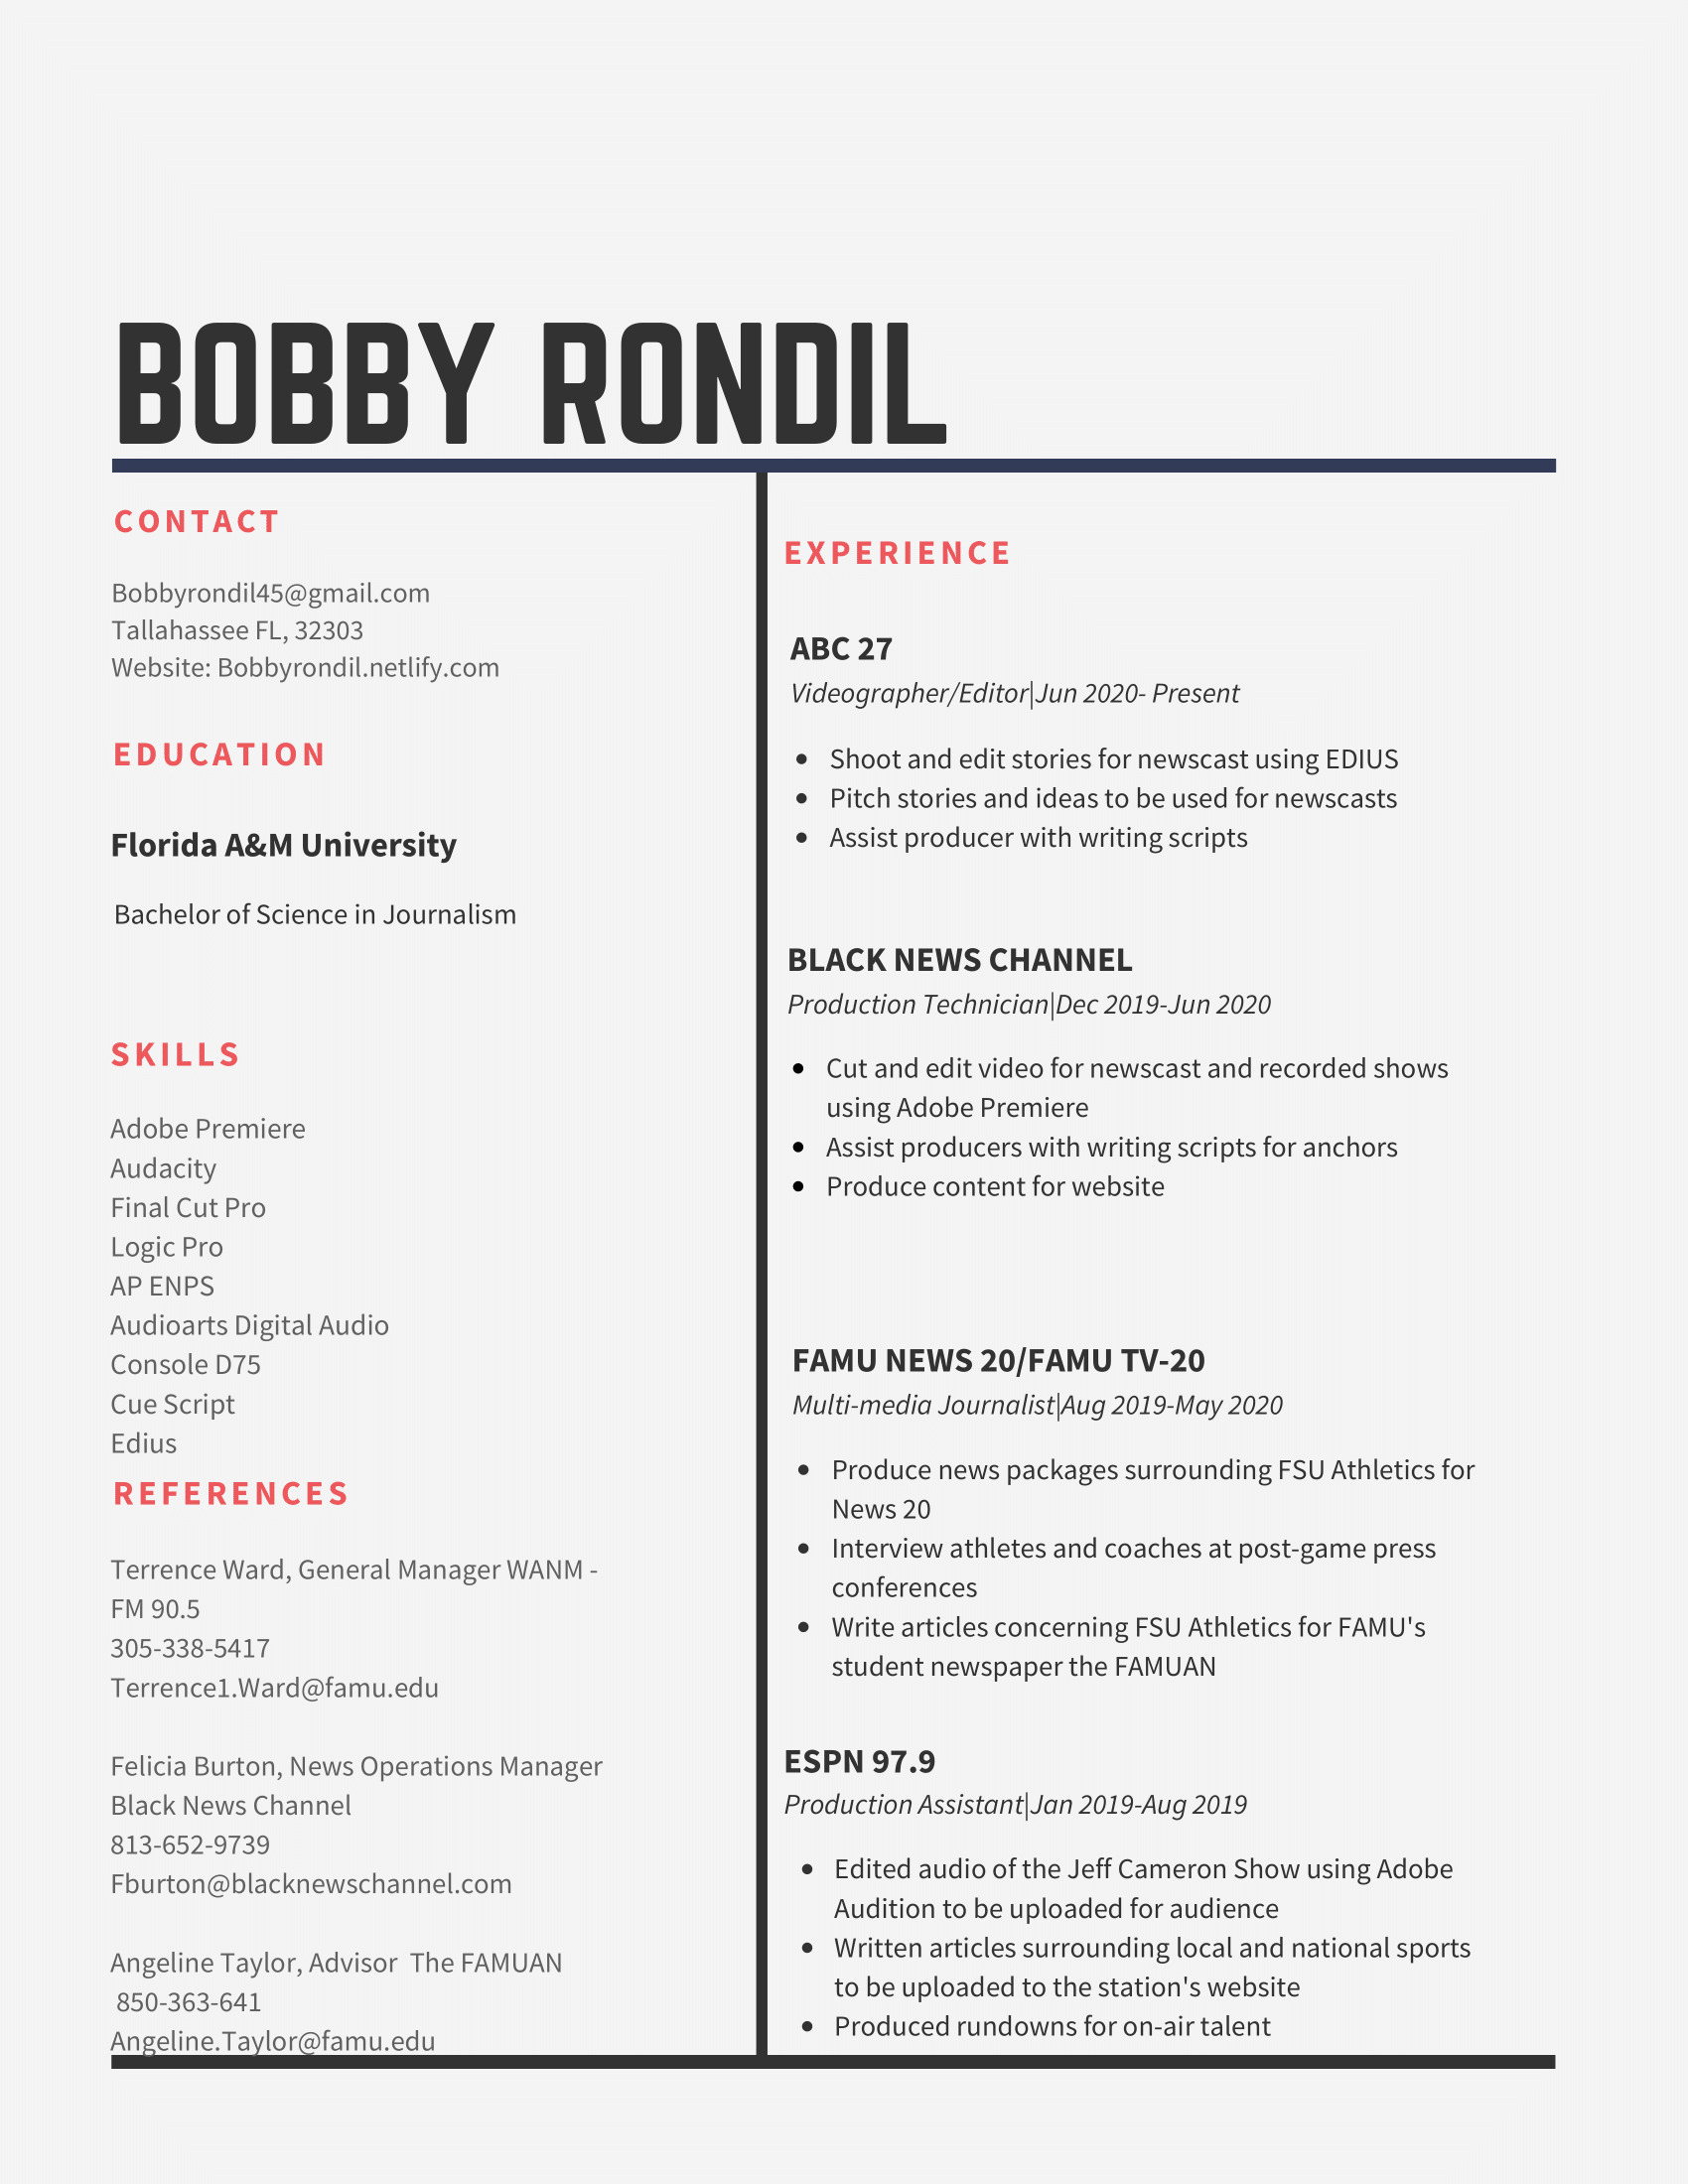 BOBBY RONDIL
CONTACT
Bobbyrondil45@gmail.com
Tallahassee FL, 32303
Website: Bobbyrondil.netlify.com
EDUCATION
Florida A&M University
Bachelor of Science in Journalism
SKILLS
Adobe Premiere
Audacity
Final Cut Pro
Logic Pro
AP ENPS
Audioarts Digital Audio
Console D75
Cue Script
Edius
REFERENCES
Terrence Ward, General Manager WANM -
FM 90.5
305-338-5417
Terrence1.Ward@famu.edu
Felicia Burton, News Operations Manager
Black News Channel
813-652-9739
Fburton@blacknewschannel.com
Angeline Taylor, Advisor  The FAMUAN
850-363-641
Angeline.Taylor@famu.edu
EXPERIENCE
ABC 27
Videographer/Editor|Jun 2020- Present
• Shoot and edit stories for newscast using EDIUS
• Pitch stories and ideas to be used for newscasts
• Assist producer with writing scripts
BLACK NEWS CHANNEL
Production Technician|Dec 2019-Jun 2020
• Cut and edit video for newscast and recorded shows
using Adobe Premiere
• Assist producers with writing scripts for anchors
• Produce content for website
FAMU NEWS 20/FAMU TV-20
Multi-media Journalist|Aug 2019-May 2020
• Produce news packages surrounding FSU Athletics for
News 20
• Interview athletes and coaches at post-game press
conferences
• Write articles concerning FSU Athletics for FAMU's
student newspaper the FAMUAN
ESPN 97.9
Production Assistant|Jan 2019-Aug 2019
• Edited audio of the Jeff Cameron Show using Adobe
Audition to be uploaded for audience
• Written articles surrounding local and national sports
to be uploaded to the station's website
• Produced rundowns for on-air talent